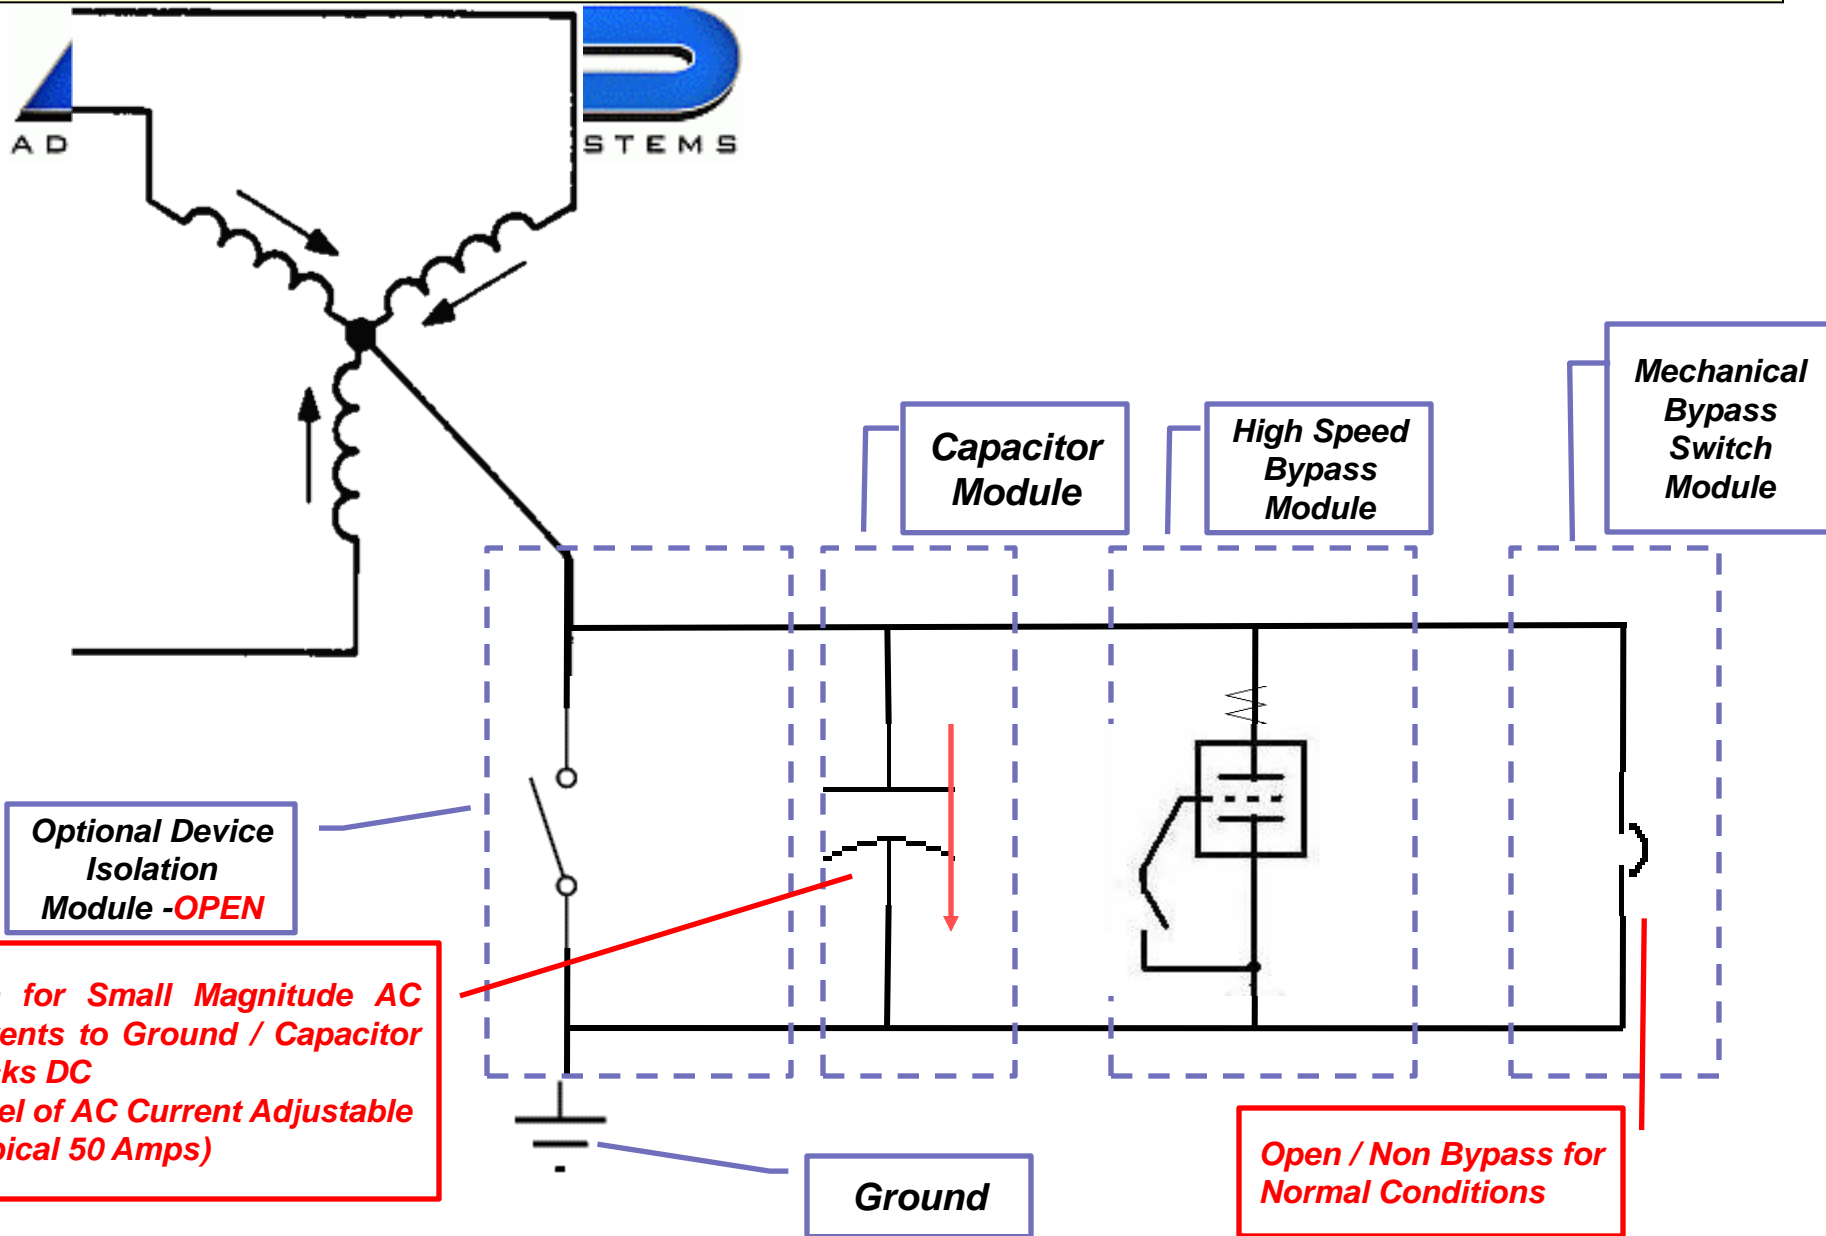 AD
STEMS
Mechanical
Bypass
Switch
Module
Capacitor
Module
High Speed
Bypass
Module
Optional Device
Isolation
Module -OPEN
for Small Magnitude AC
ents to Ground / Capacitor
ks DC
el of AC Current Adjustable
pical 50 Amps)
Ground
Open / Non Bypass for
Normal Conditions